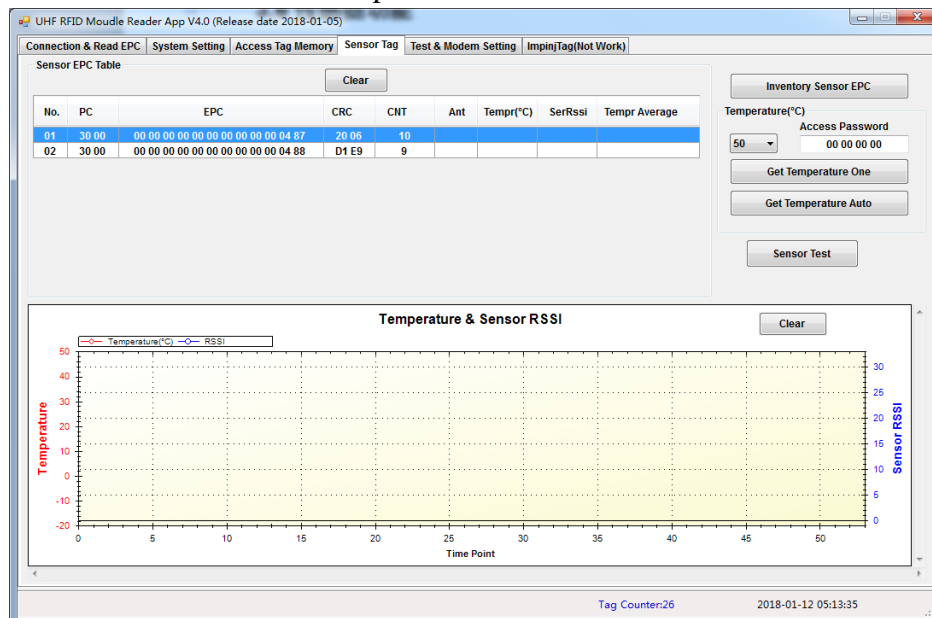 UHF RFID Moudle Reader App V4.0 (Release date 2018-01-05)
Connection & Read EPC System Setting Access Tag Memory Sensor Tag Test & Modem Setting ImpinjTag(Not Work)
Sensor EPC Table
Clear
No. PC EPC CRC CNT Ant Tempr(°C) SerRssi Tempr Average
01 30 00 00 00 00 00 00 00 00 00 00 00 04 87 20 06 10
02 30 00 00 00 00 00 00 00 00 00 00 00 04 88 D1 E9 9
Inventory Sensor EPC
Temperature(°C)
Access Password
50 00 00 00 00
Get Temperature One
Get Temperature Auto
Sensor Test
Temperature & Sensor RSSI
Clear
Temperature(°C) RSSI
50
40
30
20
10
0
-10
-20
Temperature
30
25
20
15
10
5
0
Sensor RSSI
0 5 10 15 20 25 30 35 40 45 50
Time Point
Tag Counter:26 2018-01-12 05:13:35